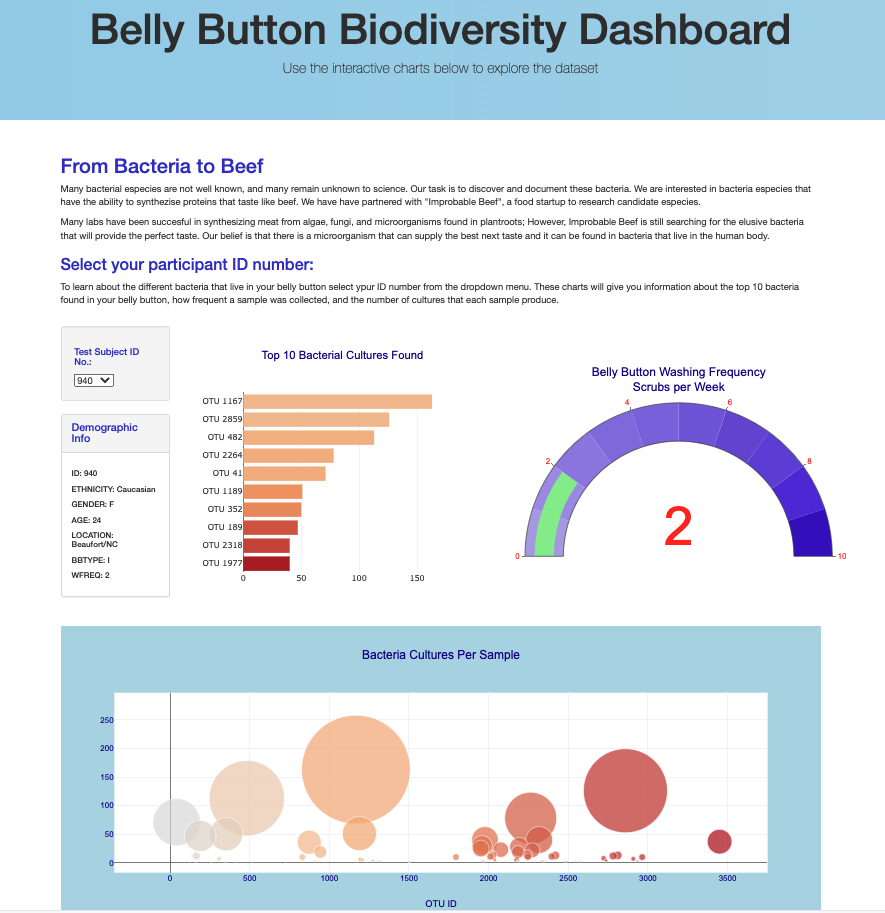 Belly Button Biodiversity Dashboard
Use the interactive charts below to explore the dataset
From Bacteria to Beef
Many bacterial especies are not well known, and many remain unknown to science. Our task is to discover and document these bacteria. We are interested in bacteria especies that
have the ability to synthezise proteins that taste like beef. We have have partnered with "Improbable Beef", a food startup to research candidate especies.
Many labs have been succesful in synthesizing meat from algae, fungi, and microorganisms found in plantroots; However, Improbable Beef is still searching for the elusive bacteria
that will provide the perfect taste. Our belief is that there is a microorganism that can supply the best next taste and it can be found in bacteria that live in the human body.
Select your participant ID number:
To learn about the different bacteria that live in your belly button select ypur ID number from the dropdown menu. These charts will give you information about the top 10 bacteria
found in your belly button, how frequent a sample was collected, and the number of cultures that each sample produce.
Test Subject ID
No.:
940
Demographic
Info
ID: 940
ETHNICITY: Caucasian
GENDER: F
AGE: 24
LOCATION:
Beaufort/NC
BBTYPE: I
WFREQ: 2
Top 10 Bacterial Cultures Found
OTU 1167
OTU 2859
OTU 482
OTU 2264
OTU 41
OTU 1189
OTU 352
OTU 189
OTU 2318
OTU 1977
0 50 100 150
Belly Button Washing Frequency
Scrubs per Week
0 2 4 6 8 10
2
Bacteria Cultures Per Sample
250
200
150
100
50
0
0 500 1000 1500 2000 2500 3000 3500
OTU ID